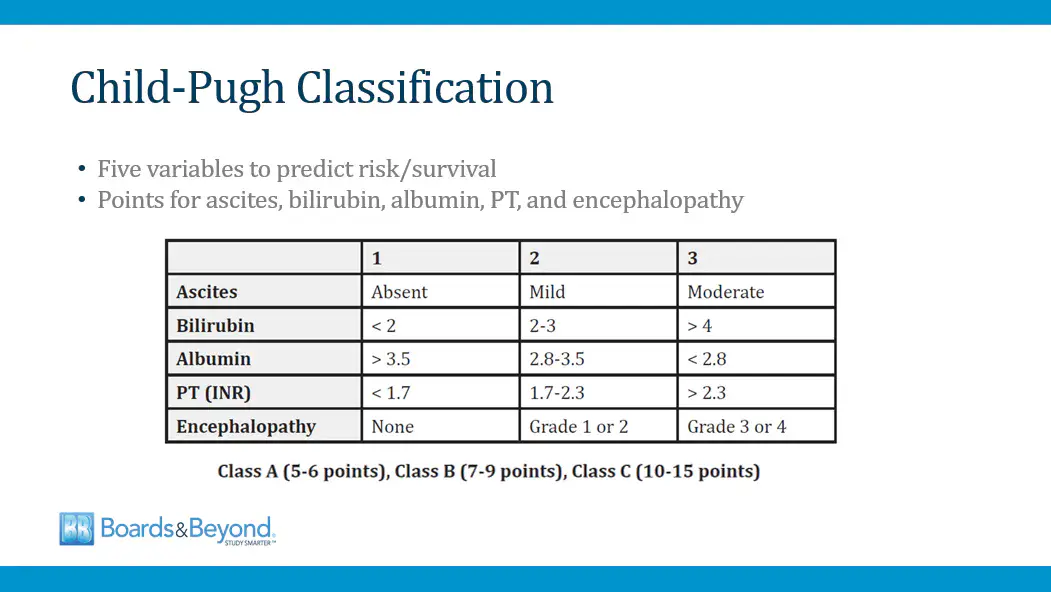 Child-Pugh Classification
• Five variables to predict risk/survival
• Points for ascites, bilirubin, albumin, PT, and encephalopathy
1 2 3
Ascites Absent Mild Moderate
Bilirubin < 2 2-3 > 4
Albumin > 3.5 2.8-3.5 < 2.8
PT (INR) < 1.7 1.7-2.3 > 2.3
Encephalopathy None Grade 1 or 2 Grade 3 or 4
Class A (5-6 points), Class B (7-9 points), Class C (10-15 points)
BB Boards&Beyond.
STUDY SMARTER™